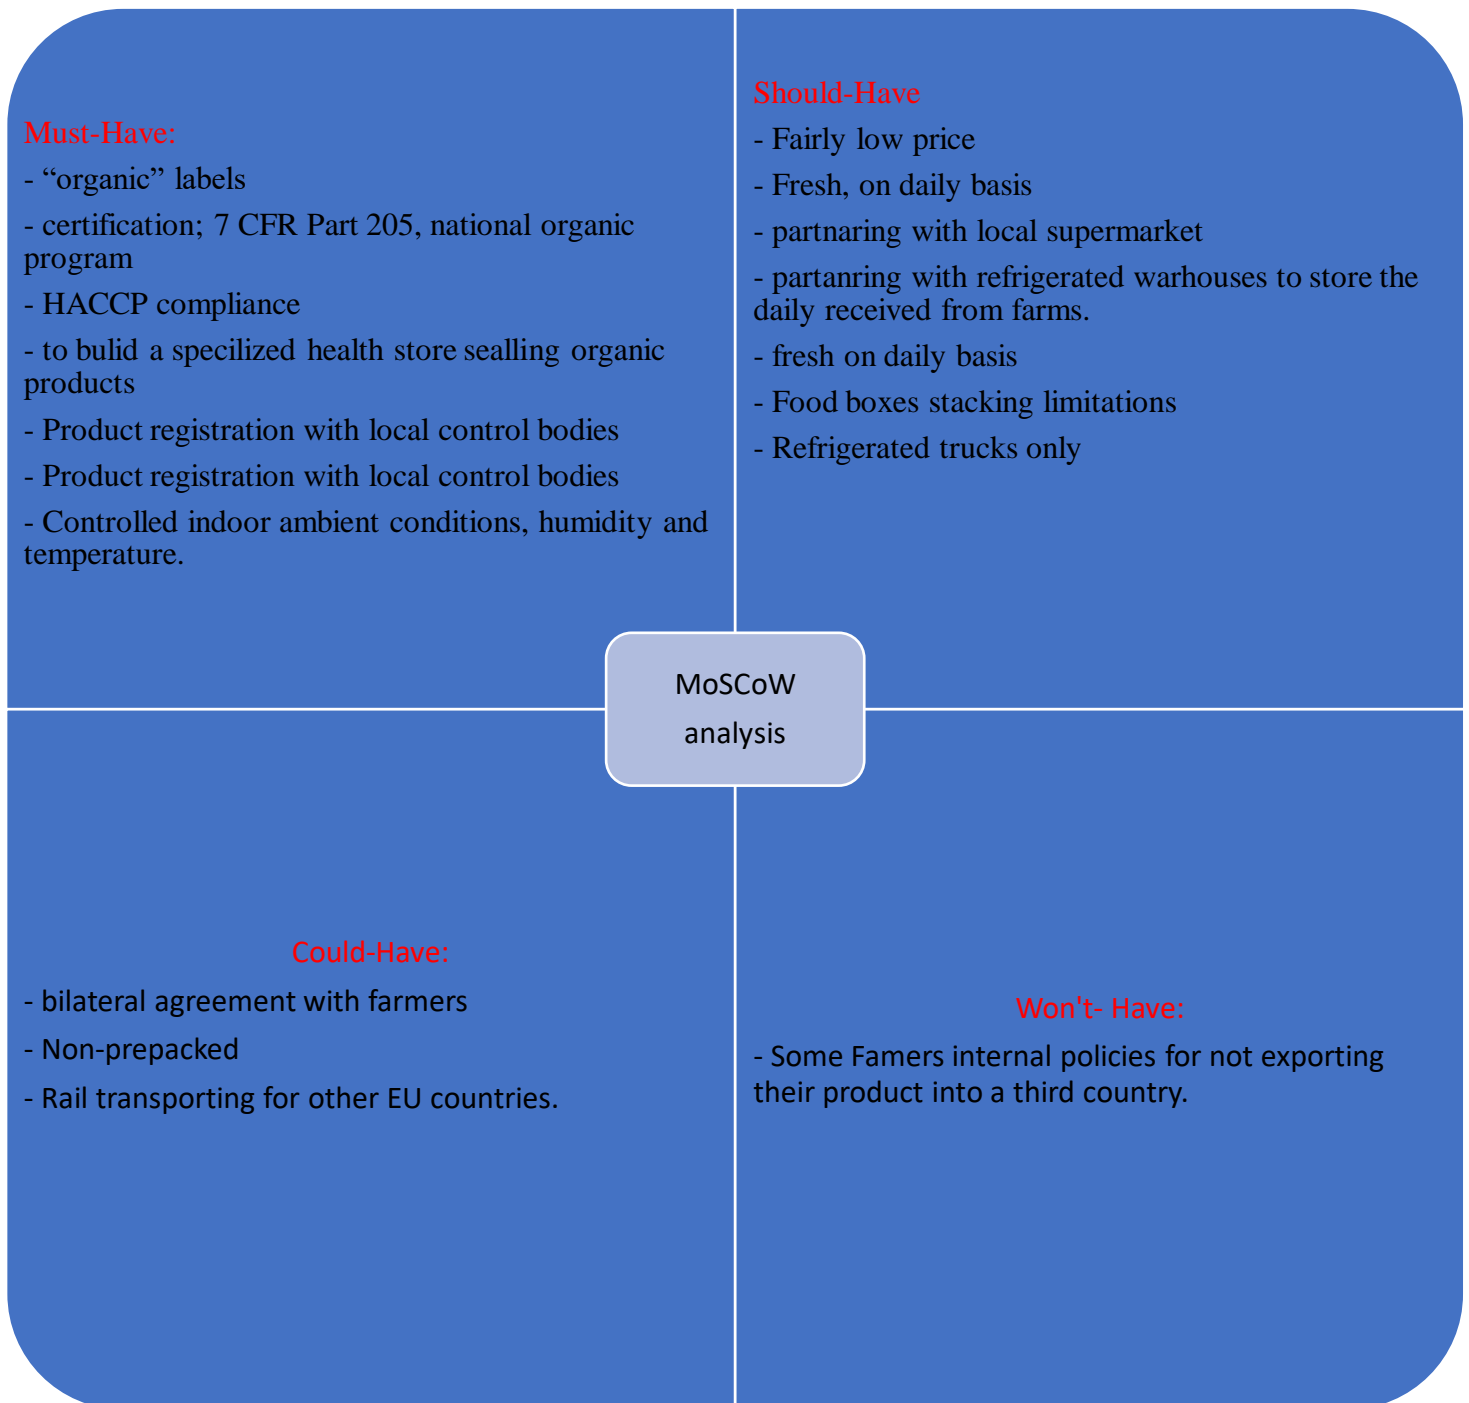 Must-Have:
- “organic” labels
- certification; 7 CFR Part 205, national organic
program
- HACCP compliance
- to bulid a specilized health store sealling organic
products
- Product registration with local control bodies
- Product registration with local control bodies
- Controlled indoor ambient conditions, humidity and
temperature.
Should-Have
- Fairly low price
- Fresh, on daily basis
- partnaring with local supermarket
- partanring with refrigerated warhouses to store the
daily received from farms.
- fresh on daily basis
- Food boxes stacking limitations
- Refrigerated trucks only
MoSCoW
analysis
Could-Have:
- bilateral agreement with farmers
- Non-prepacked
- Rail transporting for other EU countries.
Won't- Have:
- Some Famers internal policies for not exporting
their product into a third country.